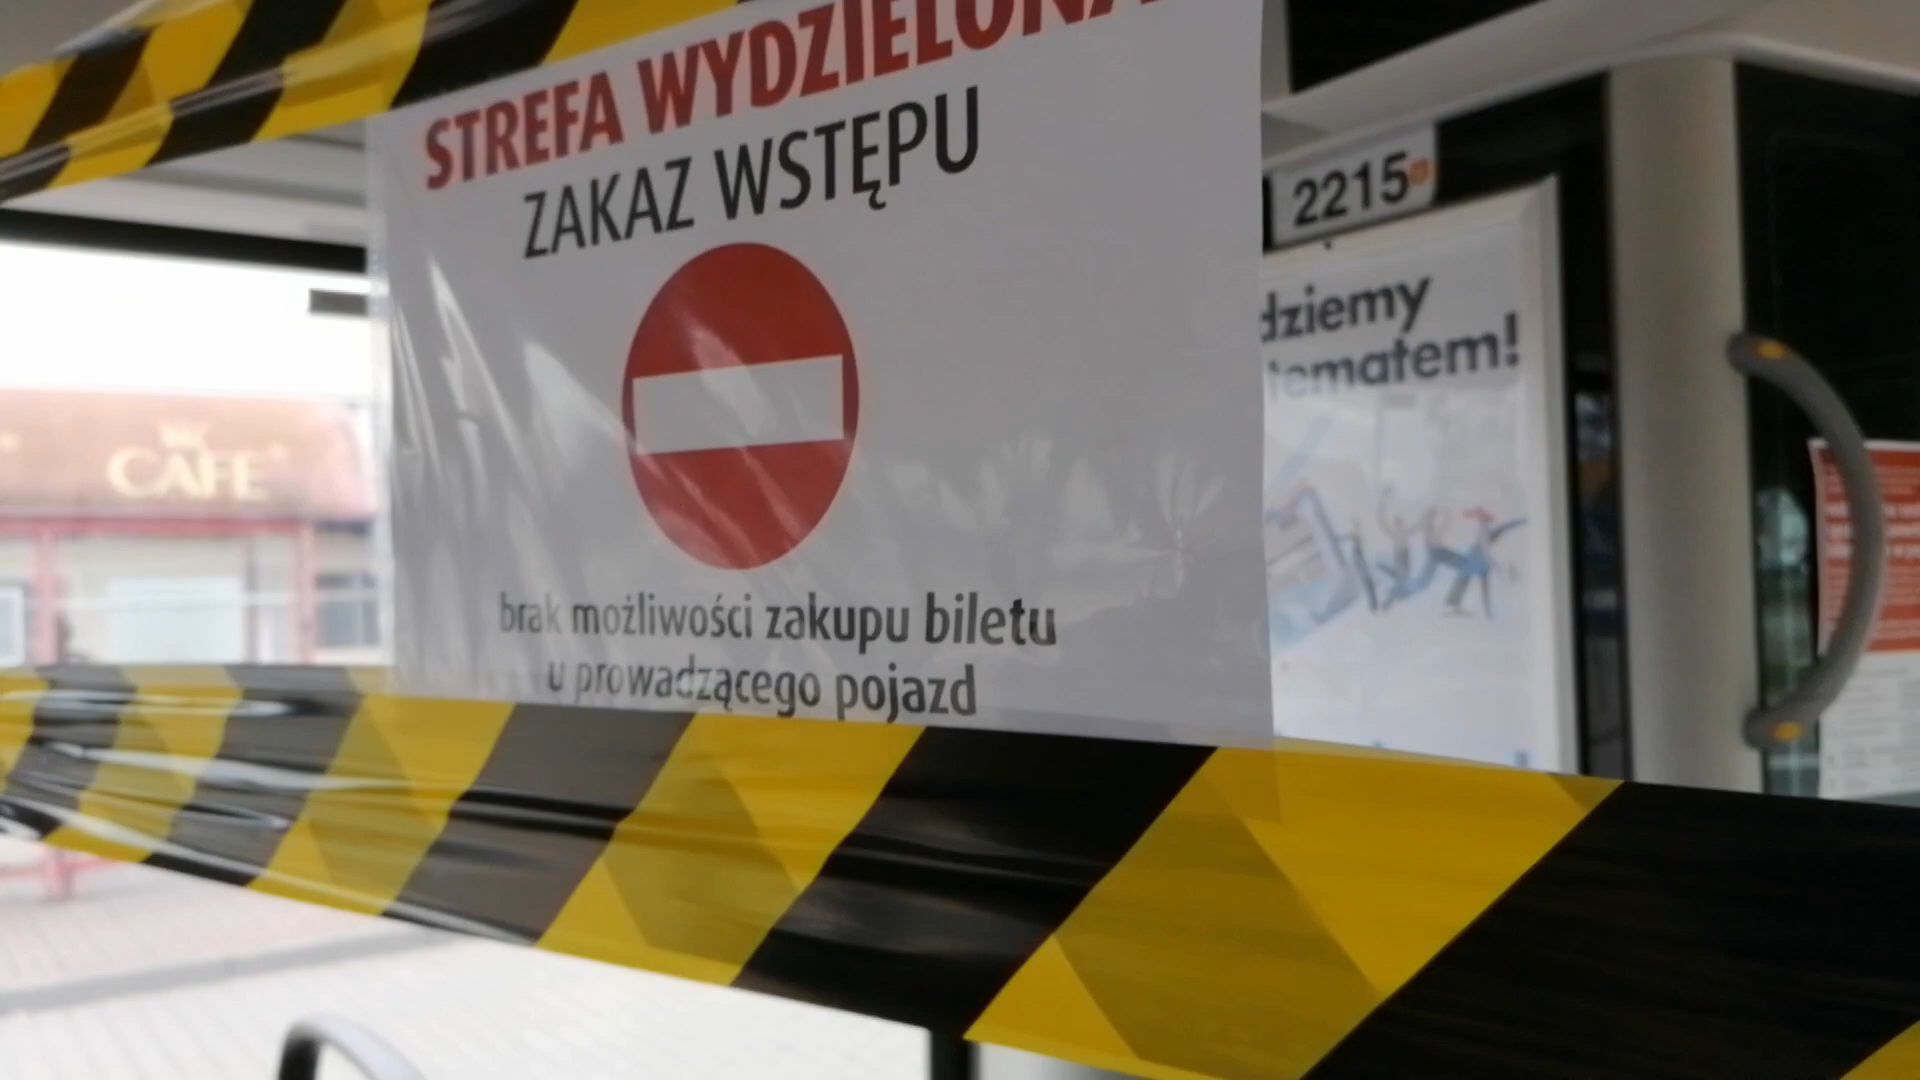 STREFA WYDZIELONA
ZAKAZ WSTĘPU
brak możliwości zakupu biletu
u prowadzącego pojazd
2215
dziemy
tematem!
CAFE